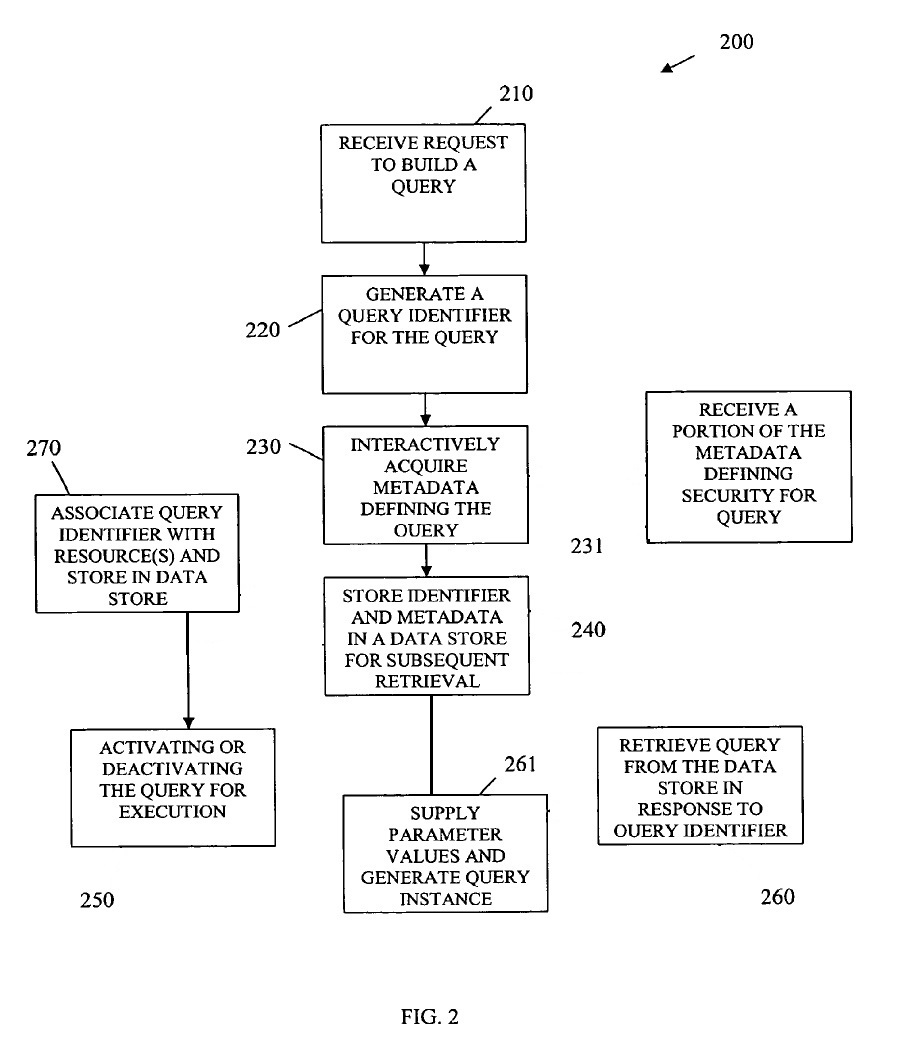 200
210
RECEIVE REQUEST
TO BUILD A
QUERY
GENERATE A
QUERY IDENTIFIER
FOR THE QUERY
220
230
INTERACTIVELY
ACQUIRE
METADATA
DEFINING THE
OUERY
RECEIVE A
PORTION OF THE
METADATA
DEFINING
SECURITY FOR
QUERY
231
270
ASSOCIATE QUERY
IDENTIFIER WITH
RESOURCE(S) AND
STORE IN DATA
STORE
STORE IDENTIFIER
AND METADATA
IN A DATA STORE
FOR SUBSEQUENT
RETRIEVAL
240
ACTIVATING OR
DEACTIVATING
THE QUERY FOR
EXECUTION
250
261
SUPPLY
PARAMETER
VALUES AND
GENERATE QUERY
INSTANCE
RETRIEVE QUERY
FROM THE DATA
STORE IN
RESPONSE TO
OUERY IDENTIFIER
260
FIG. 2